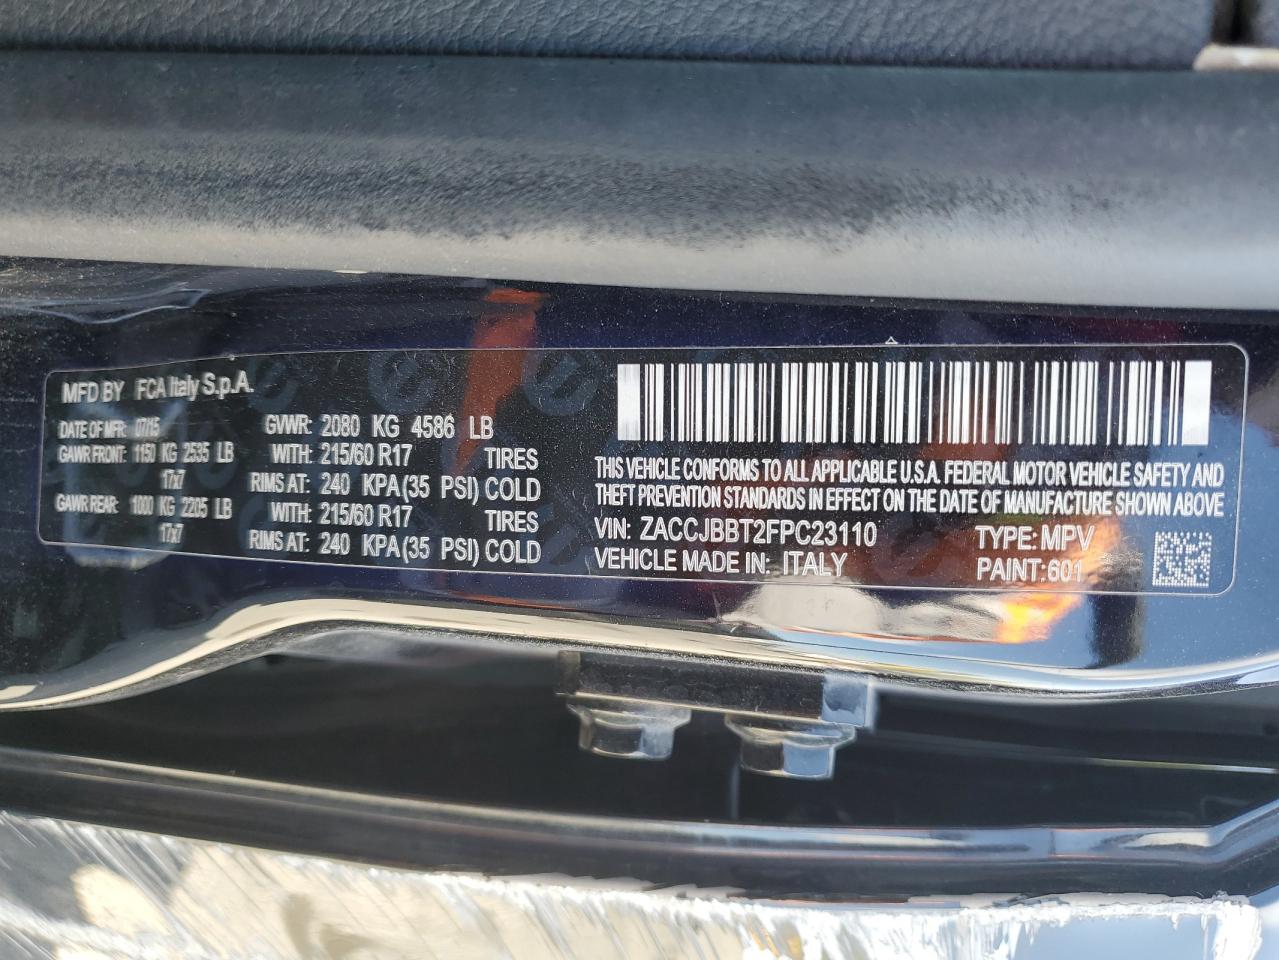 MFD BY FCA Italy S.p.A.
DATE OF MFR: 07/15 GVWR: 2080 KG 4586 LB
GAWR FRONT: 1150 KG 2535 LB WITH: 215/60 R17 TIRES
17x7 RIMS AT: 240 KPA(35 PSI) COLD
GAWR REAR: 1000 KG 2205 LB WITH: 215/60 R17 TIRES
17x7 RIMS AT: 240 KPA(35 PSI) COLD
THIS VEHICLE CONFORMS TO ALL APPLICABLE U.S.A. FEDERAL MOTOR VEHICLE SAFETY AND
THEFT PREVENTION STANDARDS IN EFFECT ON THE DATE OF MANUFACTURE SHOWN ABOVE
VIN: ZACCJBBT2FPC23110 TYPE: MPV
VEHICLE MADE IN: ITALY PAINT: 601